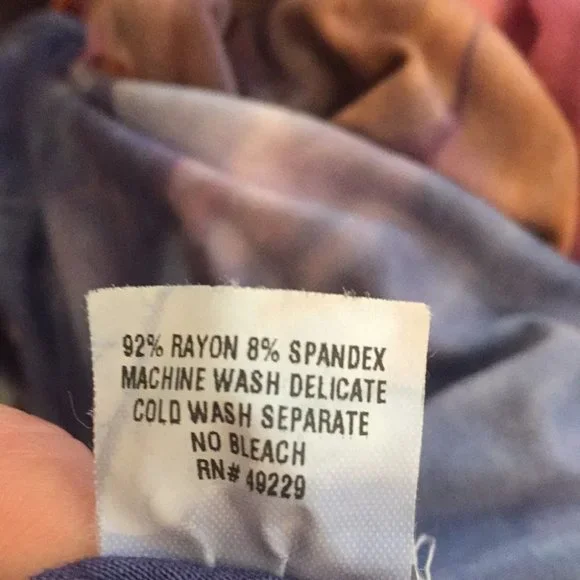 92% RAYON 8% SPANDEX
MACHINE WASH DELICATE
COLD WASH SEPARATE
NO BLEACH
RN# 49229